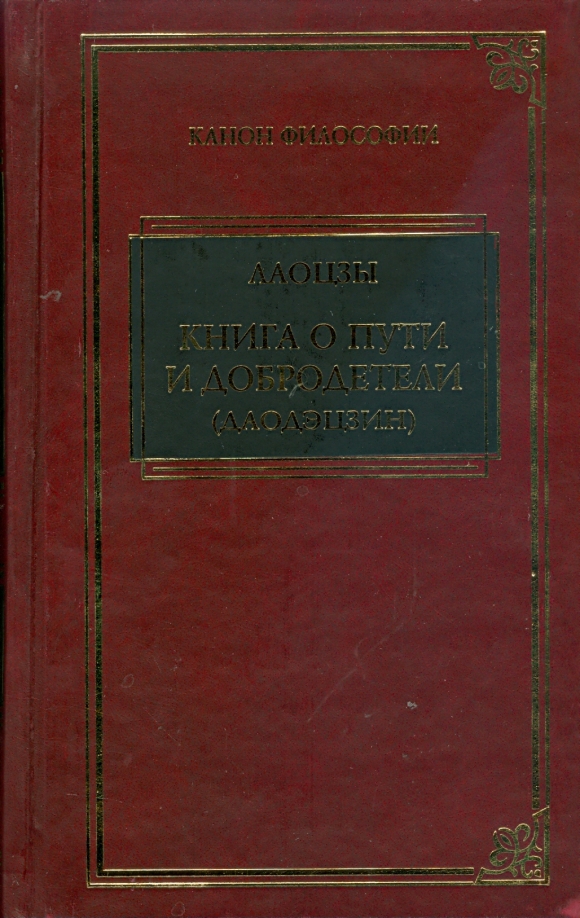 КАНОН ФИЛОСОФИИ
ЛАОЦЗЫ
КНИГА О ПУТИ
И ДОБРОДЕТЕЛИ
(ДАОДЭЦЗИН)